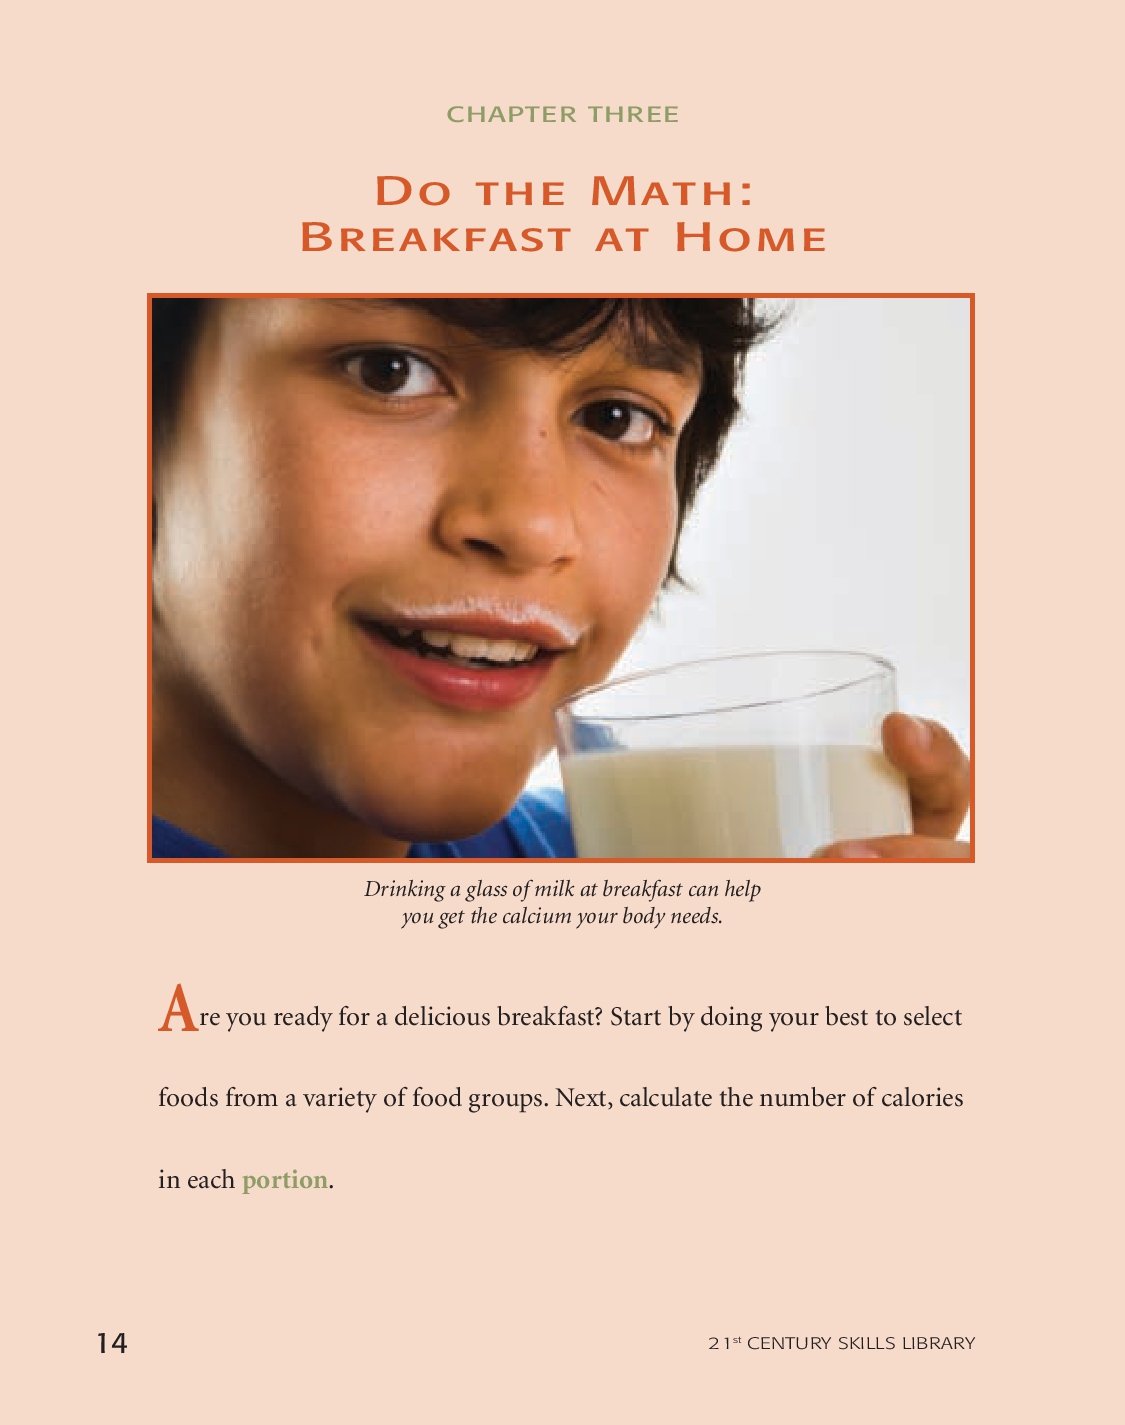 CHAPTER THREE
DO THE MATH:
BREAKFAST AT HOME
Drinking a glass of milk at breakfast can help
you get the calcium your body needs.
Are you ready for a delicious breakfast? Start by doing your best to select
foods from a variety of food groups. Next, calculate the number of calories
in each portion.
14
21st CENTURY SKILLS LIBRARY